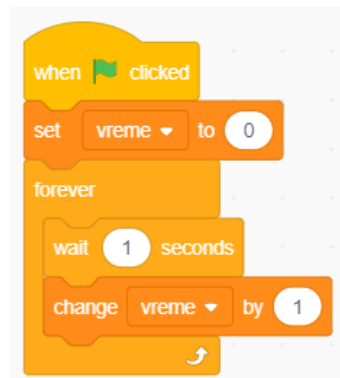 when clicked
set vreme to 0
forever
wait 1 seconds
change vreme by 1